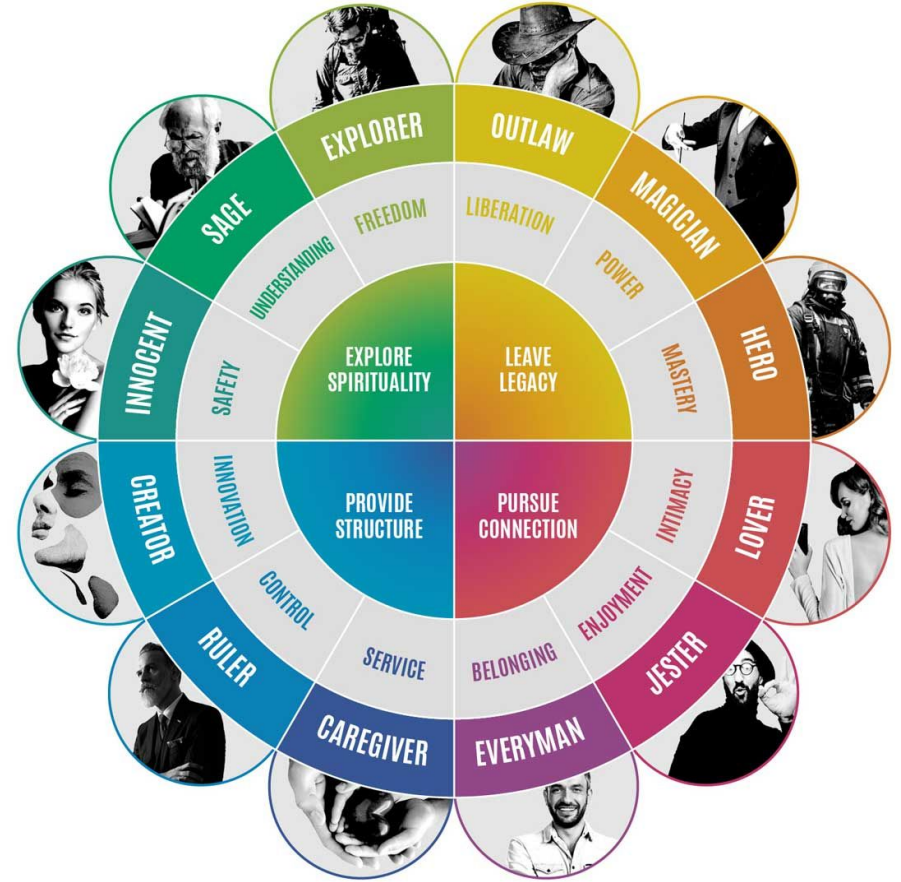 EXPLORER
OUTLAW
MAGICIAN
HERO
LOVER
JESTER
EVERYMAN
CAREGIVER
RULER
CREATOR
INNOCENT
SAGE
FREEDOM
LIBERATION
POWER
MASTERY
INTIMACY
ENJOYMENT
BELONGING
SERVICE
CONTROL
INNOVATION
SAFETY
UNDERSTANDING
EXPLORE
SPIRITUALITY
LEAVE
LEGACY
PROVIDE
STRUCTURE
PURSUE
CONNECTION